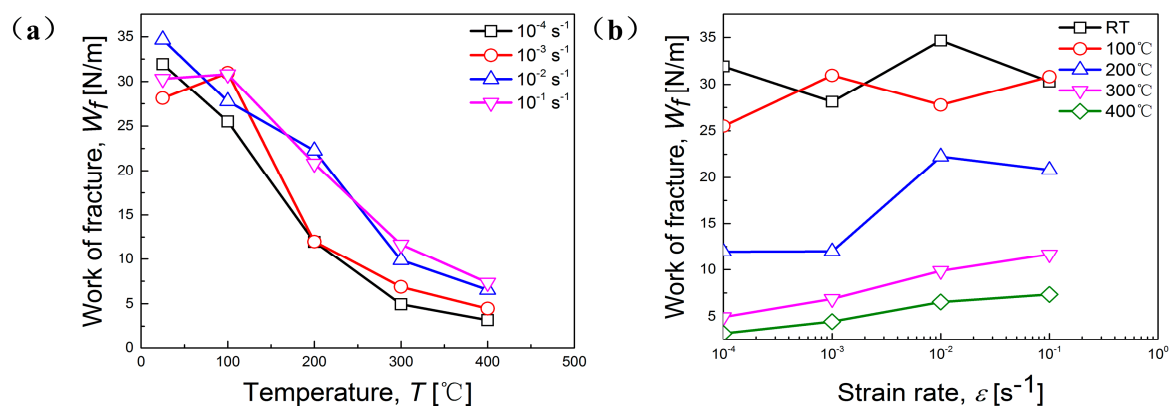 (a)
Work of fracture, W_f [N/m]
35
30
25
20
15
10
5
0
0 100 200 300 400 500
Temperature, T [℃]
10⁻⁴ s⁻¹
10⁻³ s⁻¹
10⁻² s⁻¹
10⁻¹ s⁻¹
(b)
Work of fracture, W_f [N/m]
35
30
25
20
15
10
5
10⁻⁴ 10⁻³ 10⁻² 10⁻¹ 10⁰
Strain rate, ε [s⁻¹]
RT
100℃
200℃
300℃
400℃